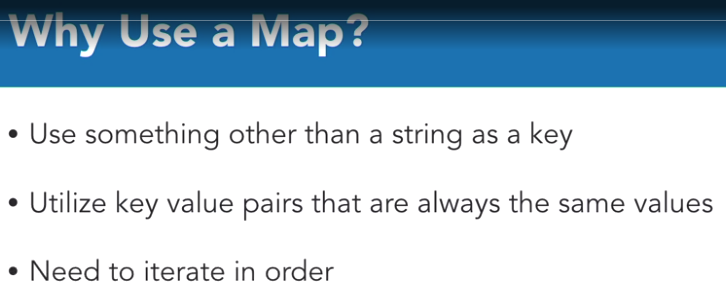 Why Use a Map?
• Use something other than a string as a key
• Utilize key value pairs that are always the same values
• Need to iterate in order